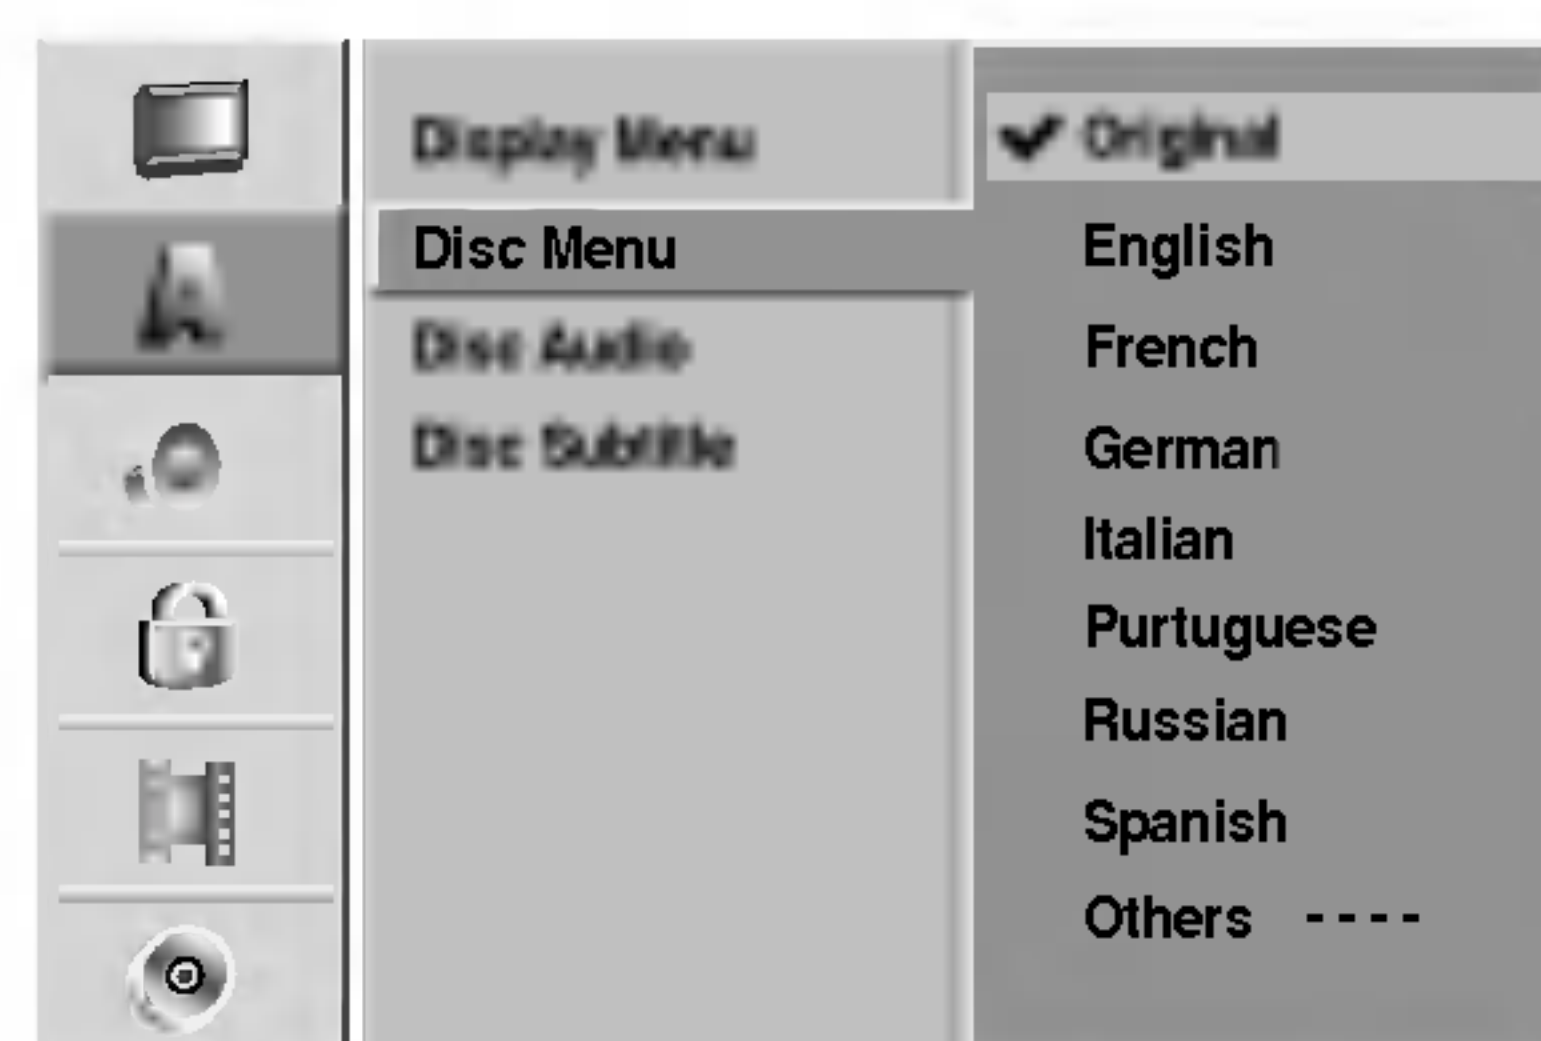 Display Menu
Disc Menu
Disc Audio
Disc Subtitle
Original
English
French
German
Italian
Purtuguese
Russian
Spanish
Others ----